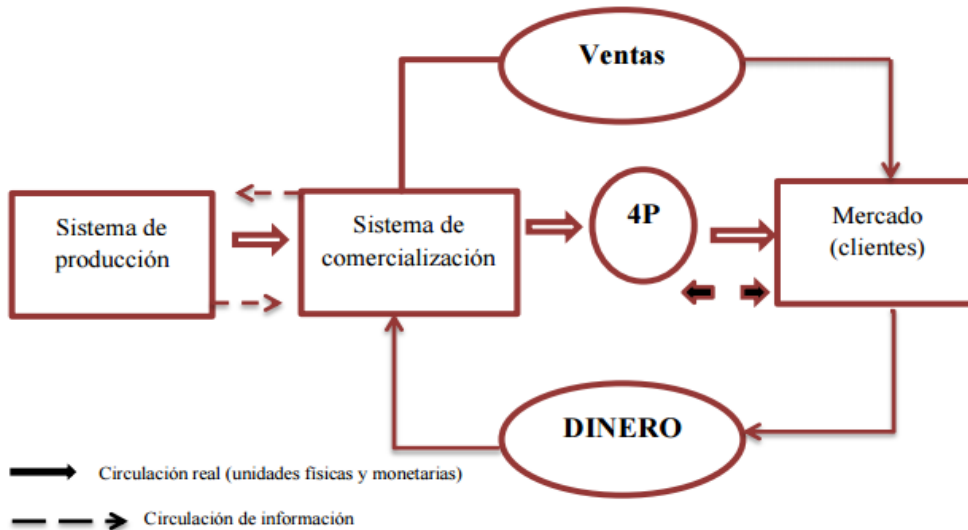 Ventas
Sistema de
producción
Sistema de
comercialización
4P
Mercado
(clientes)
DINERO
Circulación real (unidades físicas y monetarias)
Circulación de información